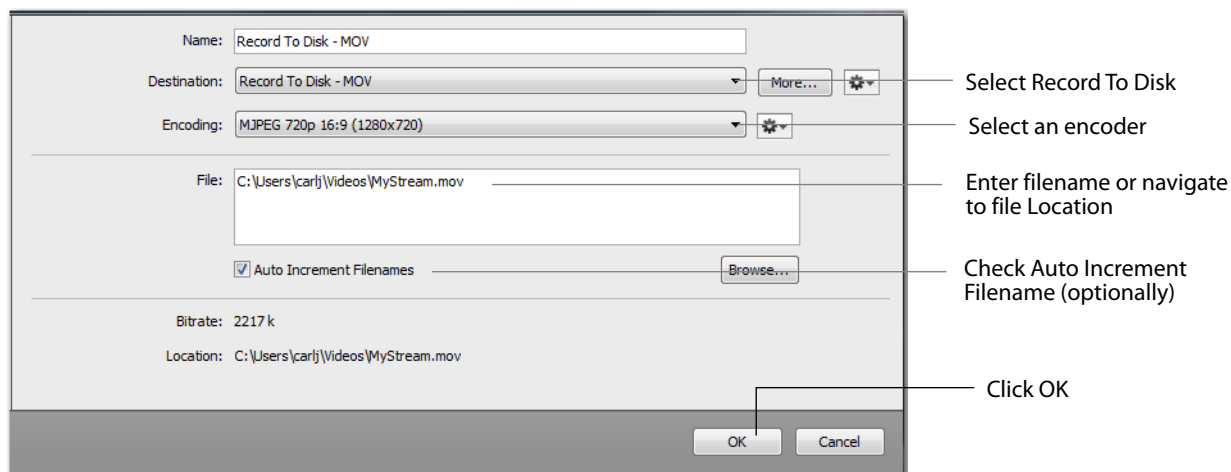 Name: Record To Disk - MOV
Destination: Record To Disk - MOV More... Select Record To Disk
Encoding: MJPEG 720p 16:9 (1280x720) Select an encoder
File: C:\Users\carlj\Videos\MyStream.mov Enter filename or navigate
to file Location
Auto Increment Filenames Browse... Check Auto Increment
Filename (optionally)
Bitrate: 2217 k
Location: C:\Users\carlj\Videos\MyStream.mov
Click OK
OK Cancel